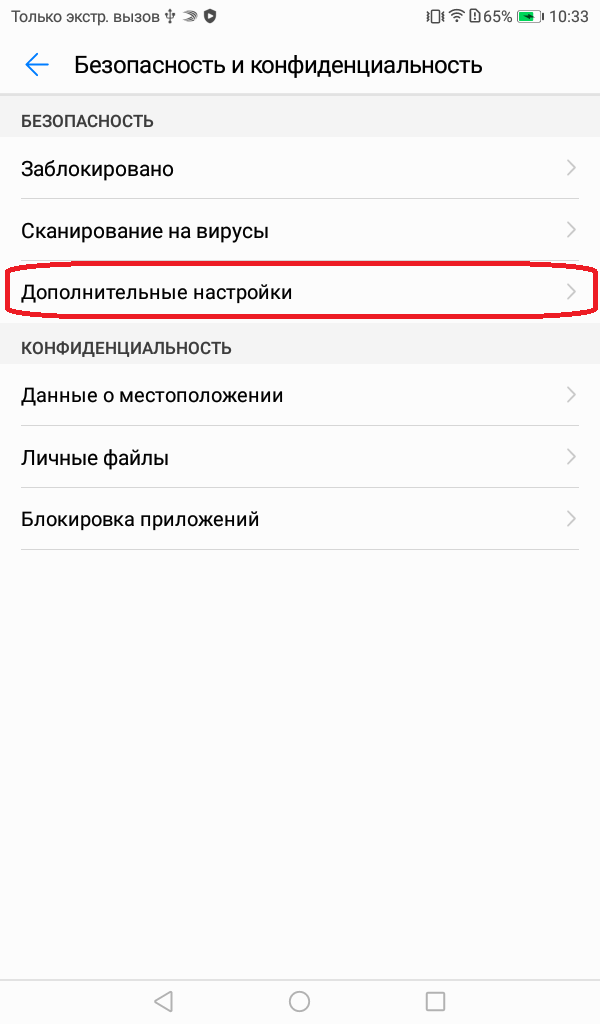 Только экстр. вызов 65% 10:33
Безопасность и конфиденциальность
БЕЗОПАСНОСТЬ
Заблокировано
Сканирование на вирусы
Дополнительные настройки
КОНФИДЕНЦИАЛЬНОСТЬ
Данные о местоположении
Личные файлы
Блокировка приложений